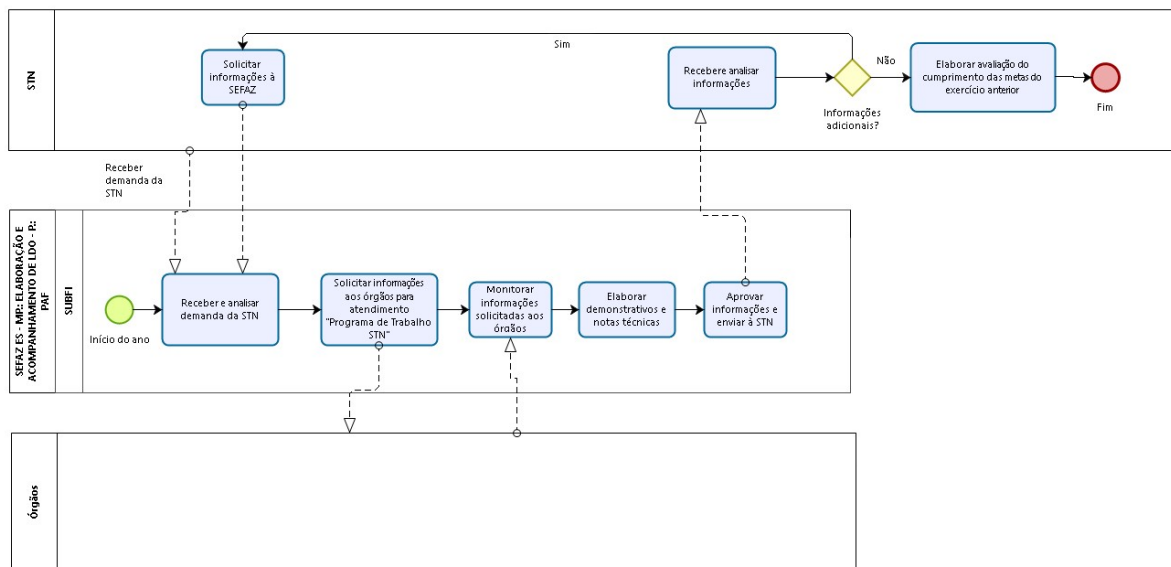 STN
Solicitar
informações à
SEFAZ
Sim
Recebere analisar
informações
Não
Informações
adicionais?
Elaborar avaliação do
cumprimento das metas do
exercício anterior
Fim
Receber
demanda da
STN
SEFAZ ES - MP.: ELABORAÇÃO E
ACOMPANHAMENTO DE LDO - P.:
PAF
SUBFI
Início do ano
Receber e analisar
demanda da STN
Solicitar informações
aos órgãos para
atendimento
"Programa de Trabalho
STN"
Monitorar
informações
solicitadas aos
órgãos
Elaborar
demonstrativos e
notas técnicas
Aprovar
informações e
enviar à STN
Órgãos